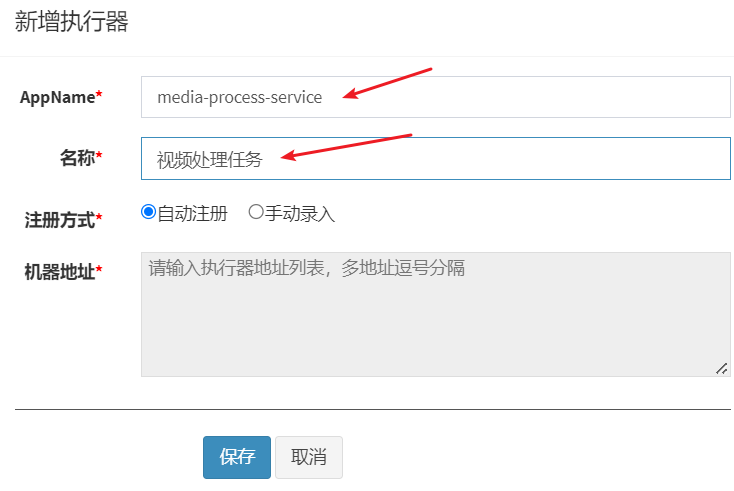 新增执行器
AppName* media-process-service
名称* 视频处理任务
注册方式* 自动注册 手动录入
机器地址* 请输入执行器地址列表，多地址逗号分隔
保存 取消